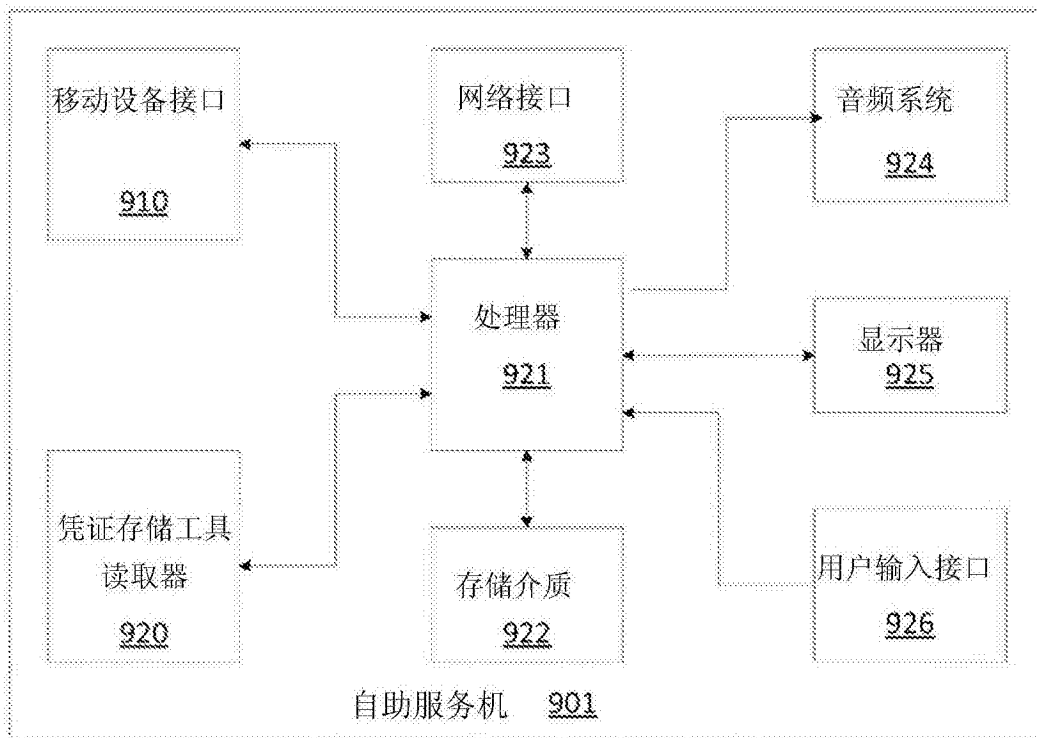 移动设备接口
910
网络接口
923
音频系统
924
处理器
921
显示器
925
凭证存储工具
读取器
920
存储介质
922
用户输入接口
926
自助服务机 901